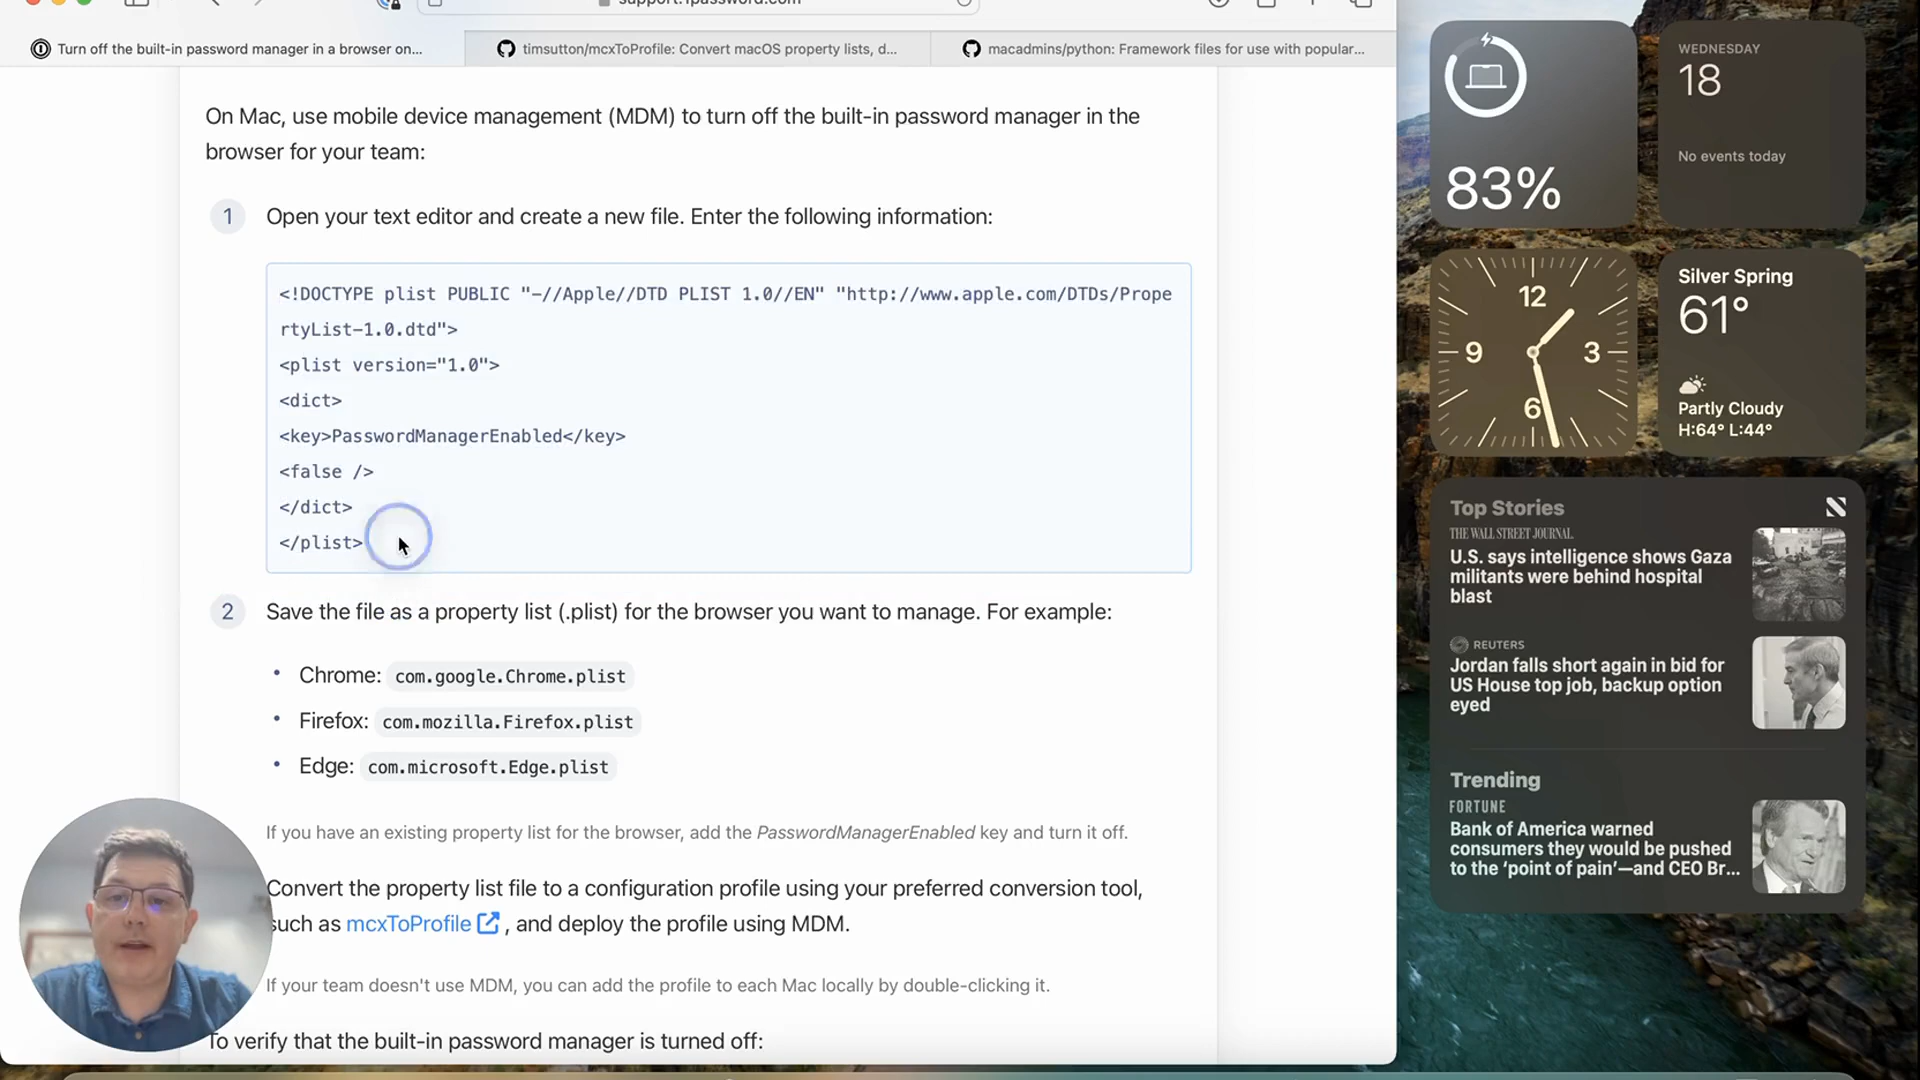 support.1password.com
Turn off the built-in password manager in a browser on...
timsutton/mcxToProfile: Convert macOS property lists, d...
macadmins/python: Framework files for use with popular...
On Mac, use mobile device management (MDM) to turn off the built-in password manager in the
browser for your team:
1
Open your text editor and create a new file. Enter the following information:
<!DOCTYPE plist PUBLIC "-//Apple//DTD PLIST 1.0//EN" "http://www.apple.com/DTDs/Prope
rtyList-1.0.dtd">
<plist version="1.0">
<dict>
<key>PasswordManagerEnabled</key>
<false />
</dict>
</plist>
2
Save the file as a property list (.plist) for the browser you want to manage. For example:
• Chrome: com.google.Chrome.plist
• Firefox: com.mozilla.Firefox.plist
• Edge: com.microsoft.Edge.plist
If you have an existing property list for the browser, add the PasswordManagerEnabled key and turn it off.
Convert the property list file to a configuration profile using your preferred conversion tool,
such as mcxToProfile , and deploy the profile using MDM.
If your team doesn't use MDM, you can add the profile to each Mac locally by double-clicking it.
To verify that the built-in password manager is turned off:
83%
WEDNESDAY
18
No events today
12
9
3
6
Silver Spring
61°
Partly Cloudy
H:64° L:44°
Top Stories
THE WALL STREET JOURNAL.
U.S. says intelligence shows Gaza
militants were behind hospital
blast
REUTERS
Jordan falls short again in bid for
US House top job, backup option
eyed
Trending
FORTUNE
Bank of America warned
consumers they would be pushed
to the ‘point of pain’—and CEO Br...